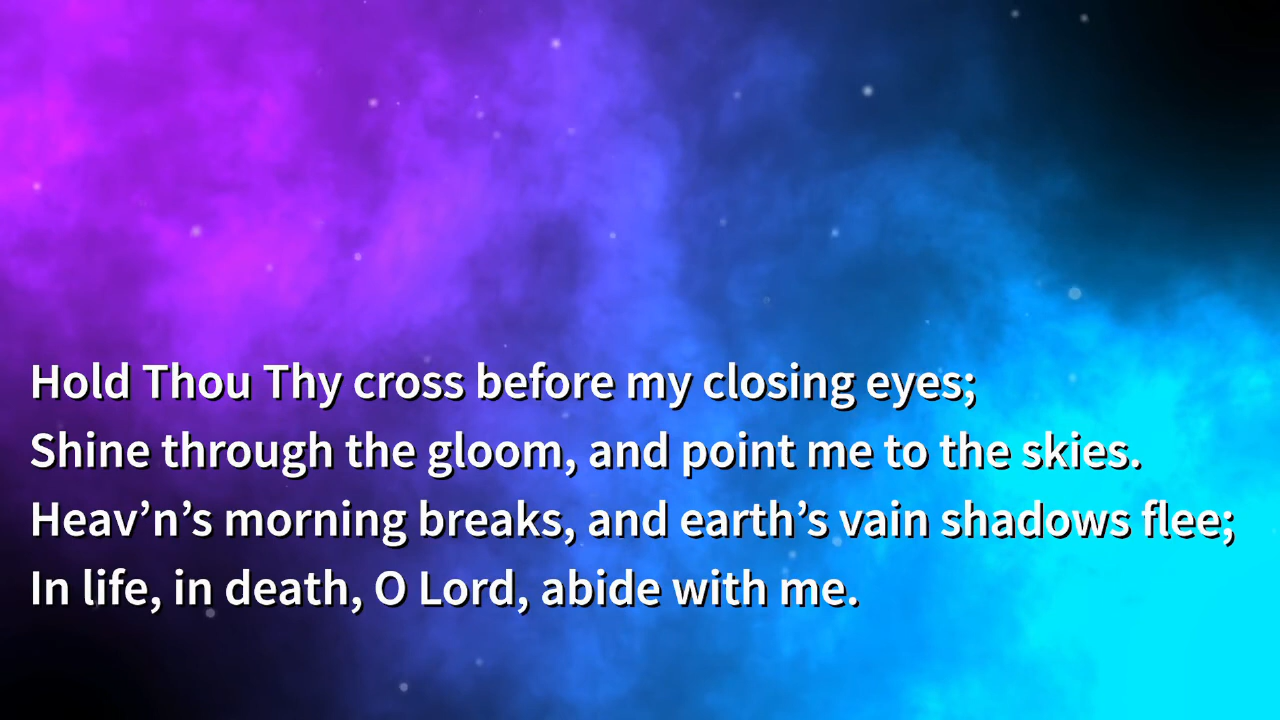 Hold Thou Thy cross before my closing eyes;
Shine through the gloom, and point me to the skies.
Heav’n’s morning breaks, and earth’s vain shadows flee;
In life, in death, O Lord, abide with me.